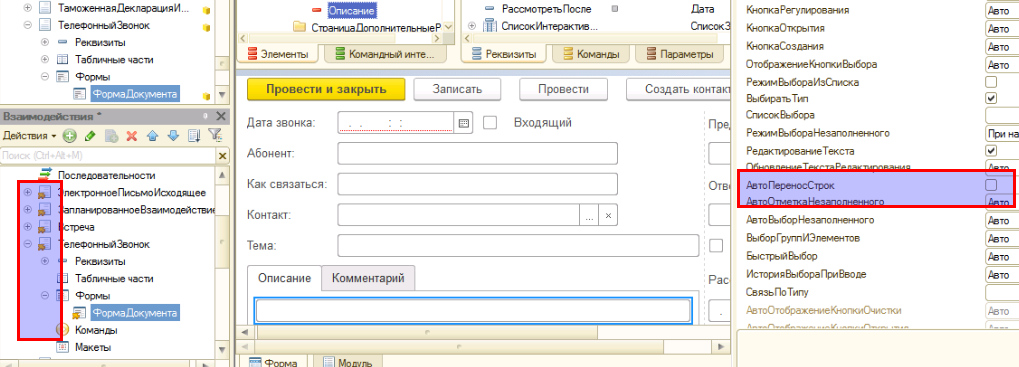 ТаможеннаяДекларацияИ...
ТелефонныйЗвонок
Реквизиты
Табличные части
Формы
ФормаДокумента
Взаимодействия *
Действия
Поиск (Ctrl+Alt+M)
Последовательности
ЭлектронноеПисьмоИсходящее
ЗапланированноеВзаимодействие
Встреча
ТелефонныйЗвонок
Реквизиты
Табличные части
Формы
ФормаДокумента
Команды
Макеты
Описание
СтраницаДополнительныеР
Элементы
Командный инте...
РассмотретьПосле
Дата
СписокИнтерактив...
СписокЗ
Реквизиты
Команды
Параметры
Провести и закрыть
Записать
Провести
Создать контакт
Дата звонка:
. . : :
Входящий
Пред
Абонент:
Как связаться:
Отво
Контакт:
...
×
Тема:
Описание
Комментарий
Расс
Форма
Модуль
КнопкаРегулирования
Авто
КнопкаОткрытия
Авто
КнопкаСоздания
Авто
ОтображениеКнопкиВыбора
Авто
РежимВыбораИзСписка
ВыбиратьТип
СписокВыбора
РежимВыбораНезаполненного
При на
РедактированиеТекста
ОбновлениеТекстаРедактирования
Авто
АвтоПереносСтрок
АвтоОтметкаНезаполненного
Авто
АвтоВыборНезаполненного
Авто
ВыборГруппИЭлементов
Авто
БыстрыйВыбор
Авто
ИсторияВыбораПриВводе
Авто
СвязьПоТипу
АвтоОтображениеКнопкиОчистки
Авто
АвтоОтображениеКнопкиОткрытия
Авто